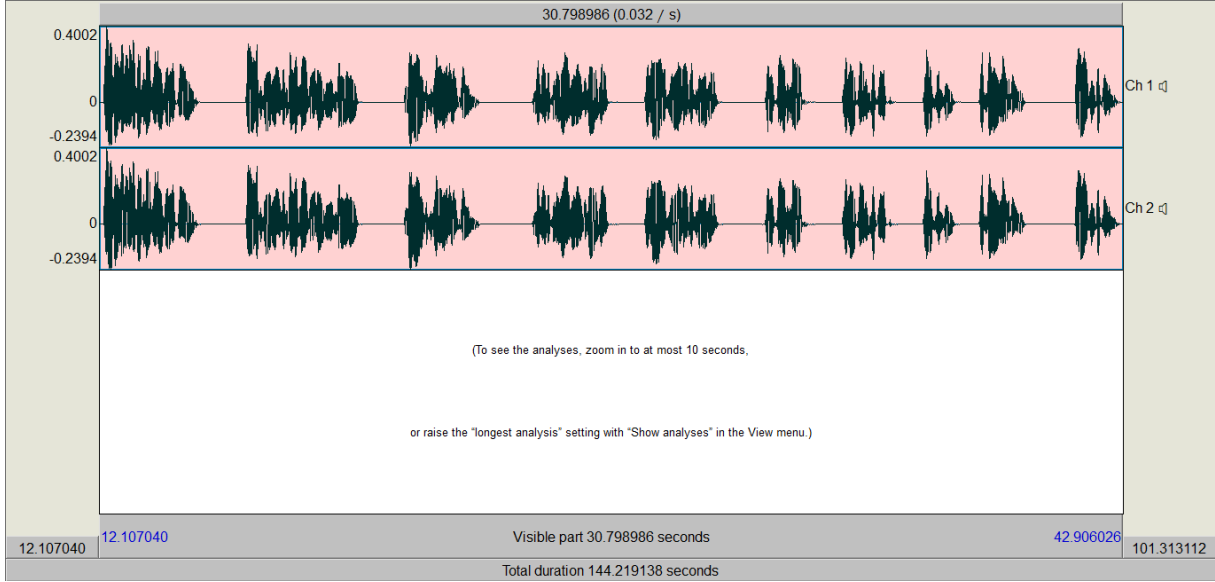 30.798986 (0.032 / s)
0.4002
0
-0.2394
Ch 1
0.4002
0
-0.2394
Ch 2
(To see the analyses, zoom in to at most 10 seconds,
or raise the “longest analysis” setting with “Show analyses” in the View menu.)
12.107040 Visible part 30.798986 seconds 42.906026
12.107040 101.313112
Total duration 144.219138 seconds